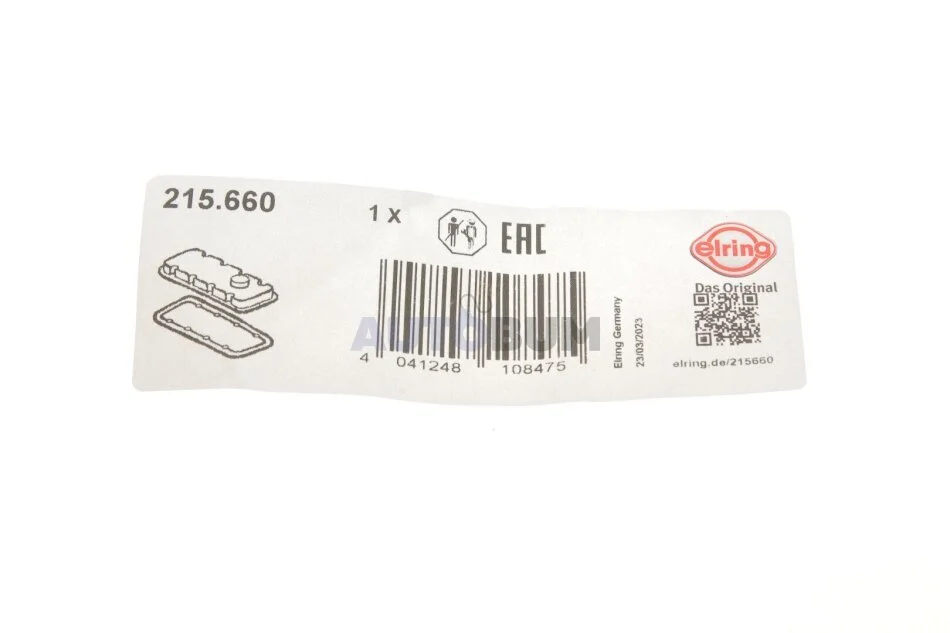 215.660
1 x
EAC
elring
Das Original
AUTOBUM
4 041248 108475
Elring Germany
23/03/2023
elring.de/215660